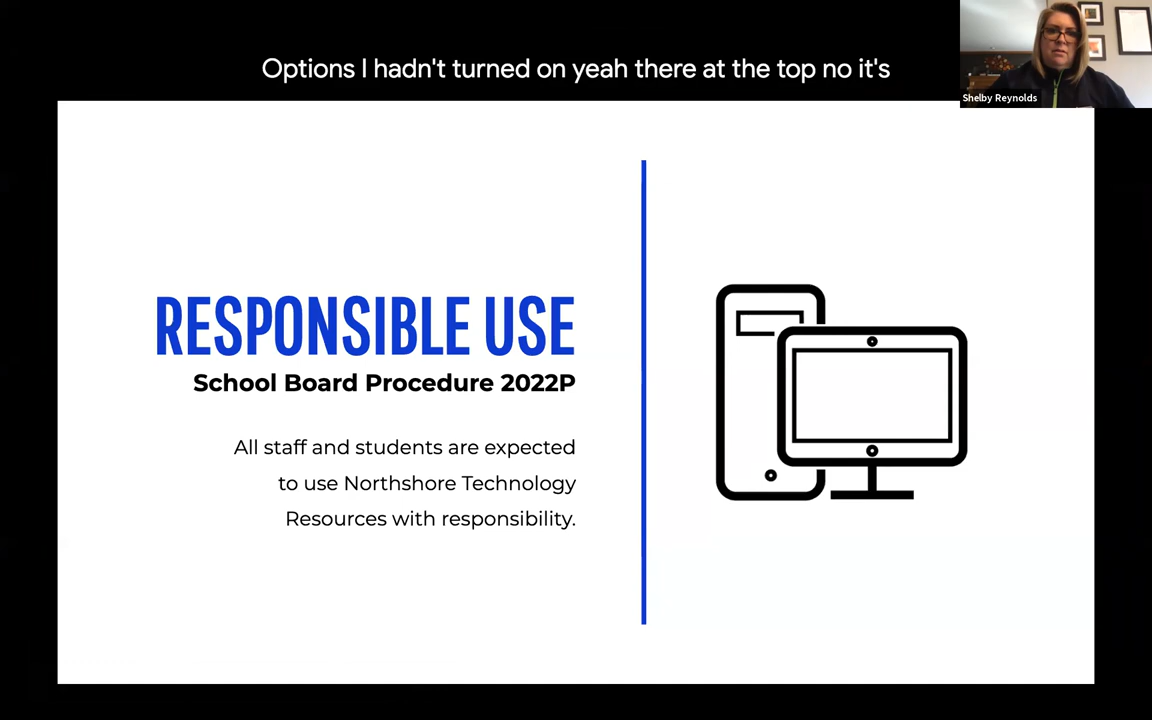 Options I hadn't turned on yeah there at the top no it's
Shelby Reynolds
RESPONSIBLE USE
School Board Procedure 2022P
All staff and students are expected
to use Northshore Technology
Resources with responsibility.